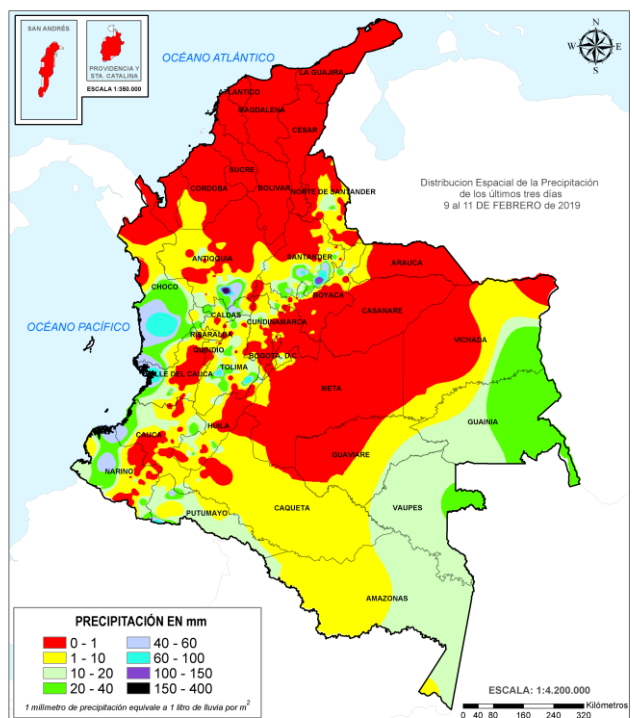 SAN ANDRÉS
PROVIDENCIA Y
STA. CATALINA
ESCALA 1:350.000
OCÉANO ATLÁNTICO
N
W E
S
LA GUAJIRA
ATLANTICO
MAGDALENA
CESAR
SUCRE
CORDOBA
BOLIVAR
NORTE DE SANTANDER
Distribucion Espacial de la Precipitación
de los últimos tres días
9 al 11 DE FEBRERO de 2019
ANTIOQUIA
SANTANDER
ARAUCA
CHOCO
BOYACA
CASANARE
CALDAS
CUNDINAMARCA
OCÉANO PACÍFICO
RISARALDA
VICHADA
QUINDIO
BOGOTA, D.C.
TOLIMA
VALLE DEL CAUCA
META
GUAINIA
HUILA
CAUCA
GUAVIARE
NARIÑO
CAQUETA
VAUPES
PUTUMAYO
AMAZONAS
PRECIPITACIÓN EN mm
0 - 1 40 - 60
1 - 10 60 - 100
10 - 20 100 - 150
20 - 40 150 - 400
1 milimetro de precipitación equivale a 1 litro de lluvia por m²
ESCALA: 1:4.200.000
0 40 80 160 240 320
Kilómetros